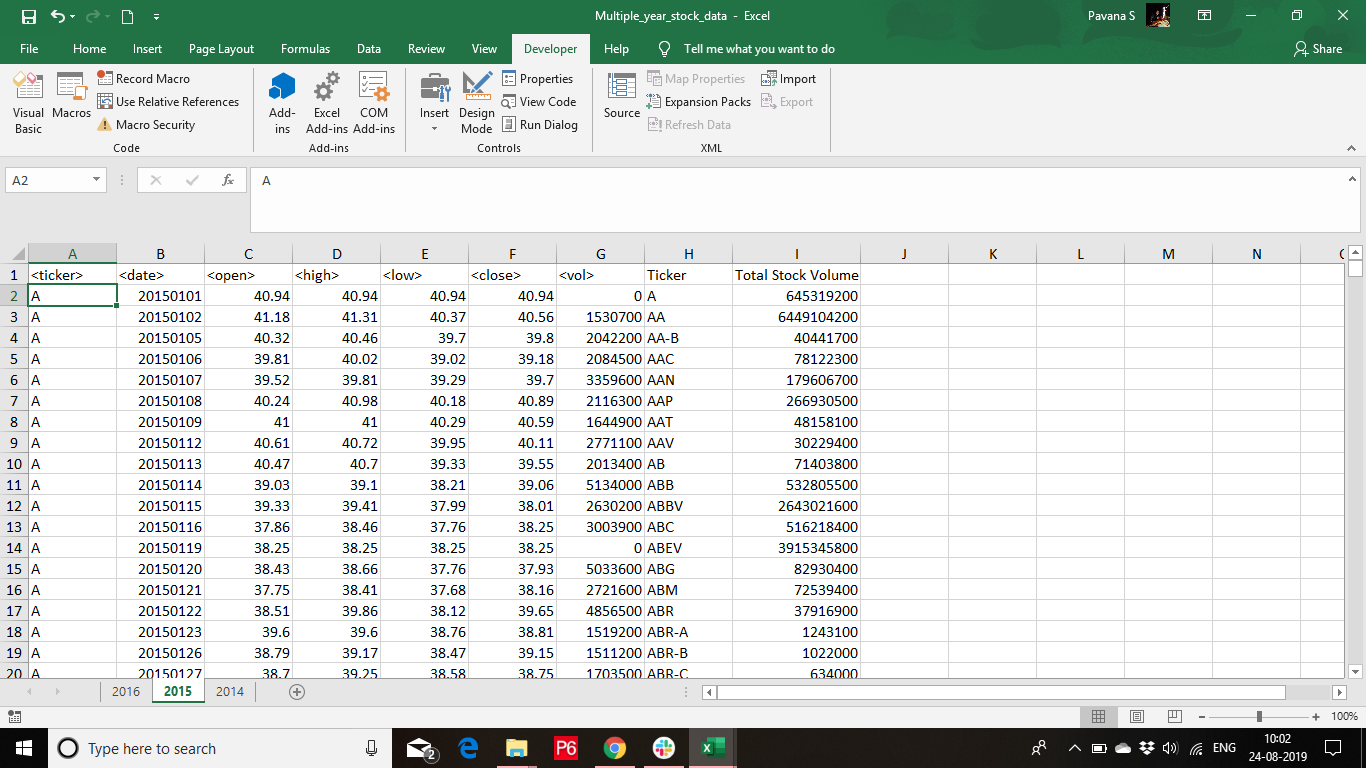 Multiple_year_stock_data - Excel
Pavana S
File Home Insert Page Layout Formulas Data Review View Developer Help Tell me what you want to do Share
Visual Basic
Macros
Record Macro
Use Relative References
Macro Security
Code
Add-ins
Excel Add-ins
COM Add-ins
Add-ins
Insert
Design Mode
Properties
View Code
Run Dialog
Controls
Source
Map Properties
Expansion Packs
Refresh Data
Import
Export
XML
A2 fx A
A B C D E F G H I J K L M N
1 <ticker> <date> <open> <high> <low> <close> <vol> Ticker Total Stock Volume
2 A 20150101 40.94 40.94 40.94 40.94 0 A 645319200
3 A 20150102 41.18 41.31 40.37 40.56 1530700 AA 6449104200
4 A 20150105 40.32 40.46 39.7 39.8 2042200 AA-B 40441700
5 A 20150106 39.81 40.02 39.02 39.18 2084500 AAC 78122300
6 A 20150107 39.52 39.81 39.29 39.7 3359600 AAN 179606700
7 A 20150108 40.24 40.98 40.18 40.89 2116300 AAP 266930500
8 A 20150109 41 41 40.29 40.59 1644900 AAT 48158100
9 A 20150112 40.61 40.72 39.95 40.11 2771100 AAV 30229400
10 A 20150113 40.47 40.7 39.33 39.55 2013400 AB 71403800
11 A 20150114 39.03 39.1 38.21 39.06 5134000 ABB 532805500
12 A 20150115 39.33 39.41 37.99 38.01 2630200 ABBV 2643021600
13 A 20150116 37.86 38.46 37.76 38.25 3003900 ABC 516218400
14 A 20150119 38.25 38.25 38.25 38.25 0 ABEV 3915345800
15 A 20150120 38.43 38.66 37.76 37.93 5033600 ABG 82930400
16 A 20150121 37.75 38.41 37.68 38.16 2721600 ABM 72539400
17 A 20150122 38.51 39.86 38.12 39.65 4856500 ABR 37916900
18 A 20150123 39.6 39.6 38.76 38.81 1519200 ABR-A 1243100
19 A 20150126 38.79 39.17 38.47 39.15 1511200 ABR-B 1022000
20 A 20150127 38.7 39.25 38.58 38.75 1703500 ABR-C 634000
2016 2015 2014
100%
Type here to search
2
P6
ENG
10:02
24-08-2019